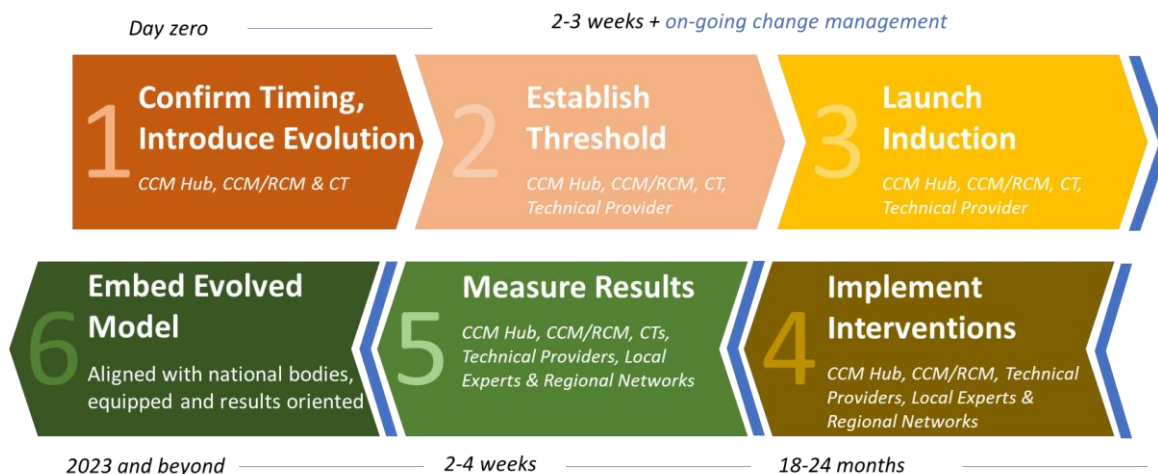 Day zero
2-3 weeks + on-going change management
1
Confirm Timing,
Introduce Evolution
CCM Hub, CCM/RCM & CT
2
Establish
Threshold
CCM Hub, CCM/RCM, CT,
Technical Provider
3
Launch
Induction
CCM Hub, CCM/RCM, CT,
Technical Provider
6
Embed Evolved
Model
Aligned with national bodies,
equipped and results oriented
5
Measure Results
CCM Hub, CCM/RCM, CTs,
Technical Providers, Local
Experts & Regional Networks
4
Implement
Interventions
CCM Hub, CCM/RCM, Technical
Providers, Local Experts &
Regional Networks
2023 and beyond
2-4 weeks
18-24 months